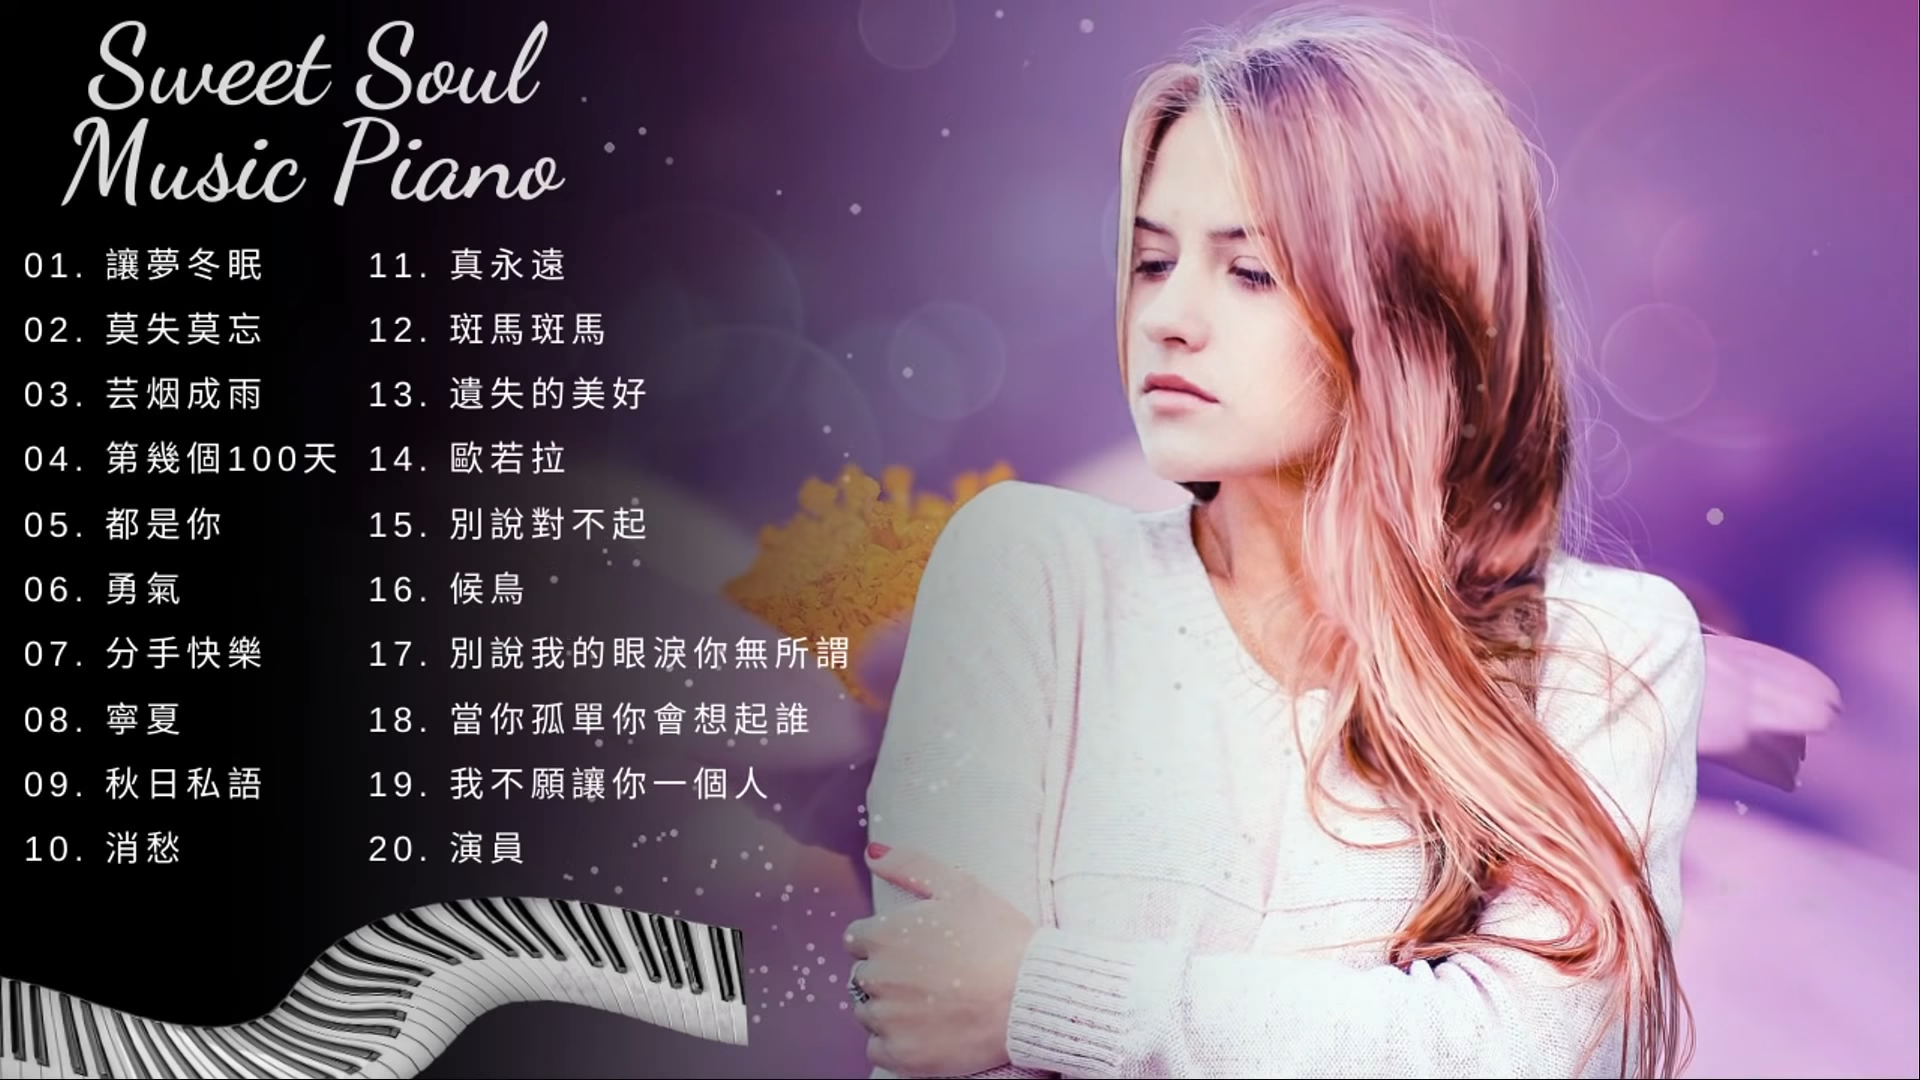 Sweet Soul
Music Piano
01. 讓夢冬眠
02. 莫失莫忘
03. 芸烟成雨
04. 第幾個100天
05. 都是你
06. 勇氣
07. 分手快樂
08. 寧夏
09. 秋日私語
10. 消愁
11. 真永遠
12. 斑馬斑馬
13. 遺失的美好
14. 歐若拉
15. 別說對不起
16. 候鳥
17. 別說我的眼淚你無所謂
18. 當你孤單你會想起誰
19. 我不願讓你一個人
20. 演員